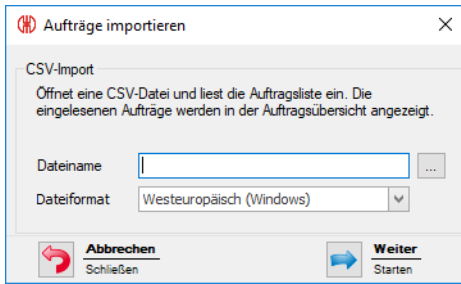 Aufträge importieren
CSV-Import
Öffnet eine CSV-Datei und liest die Auftragsliste ein. Die
eingelesenen Aufträge werden in der Auftragsübersicht angezeigt.
Dateiname
...
Dateiformat Westeuropäisch (Windows)
Abbrechen Weiter
Schließen Starten